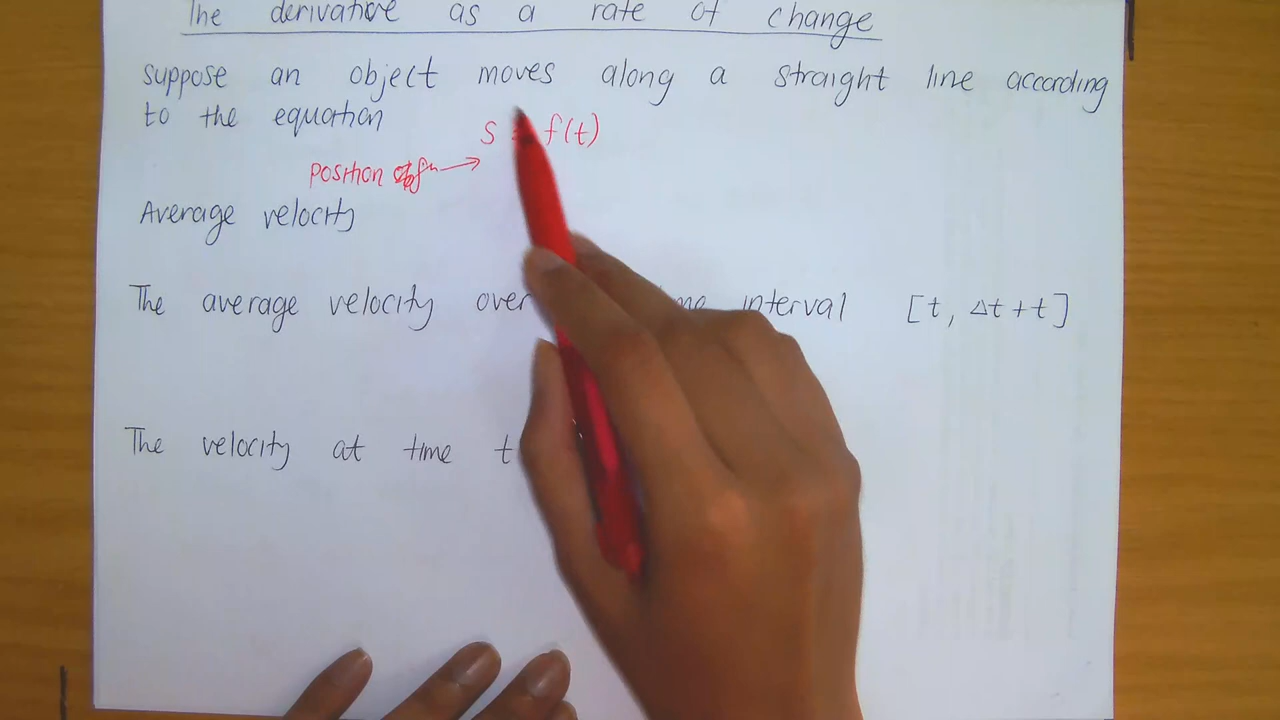 The derivative as a rate of change
Suppose an object moves along a straight line according
to the equation
s = f(t)
Position fn →
Average velocity
The average velocity over interval [t, Δt + t]
The velocity at time t